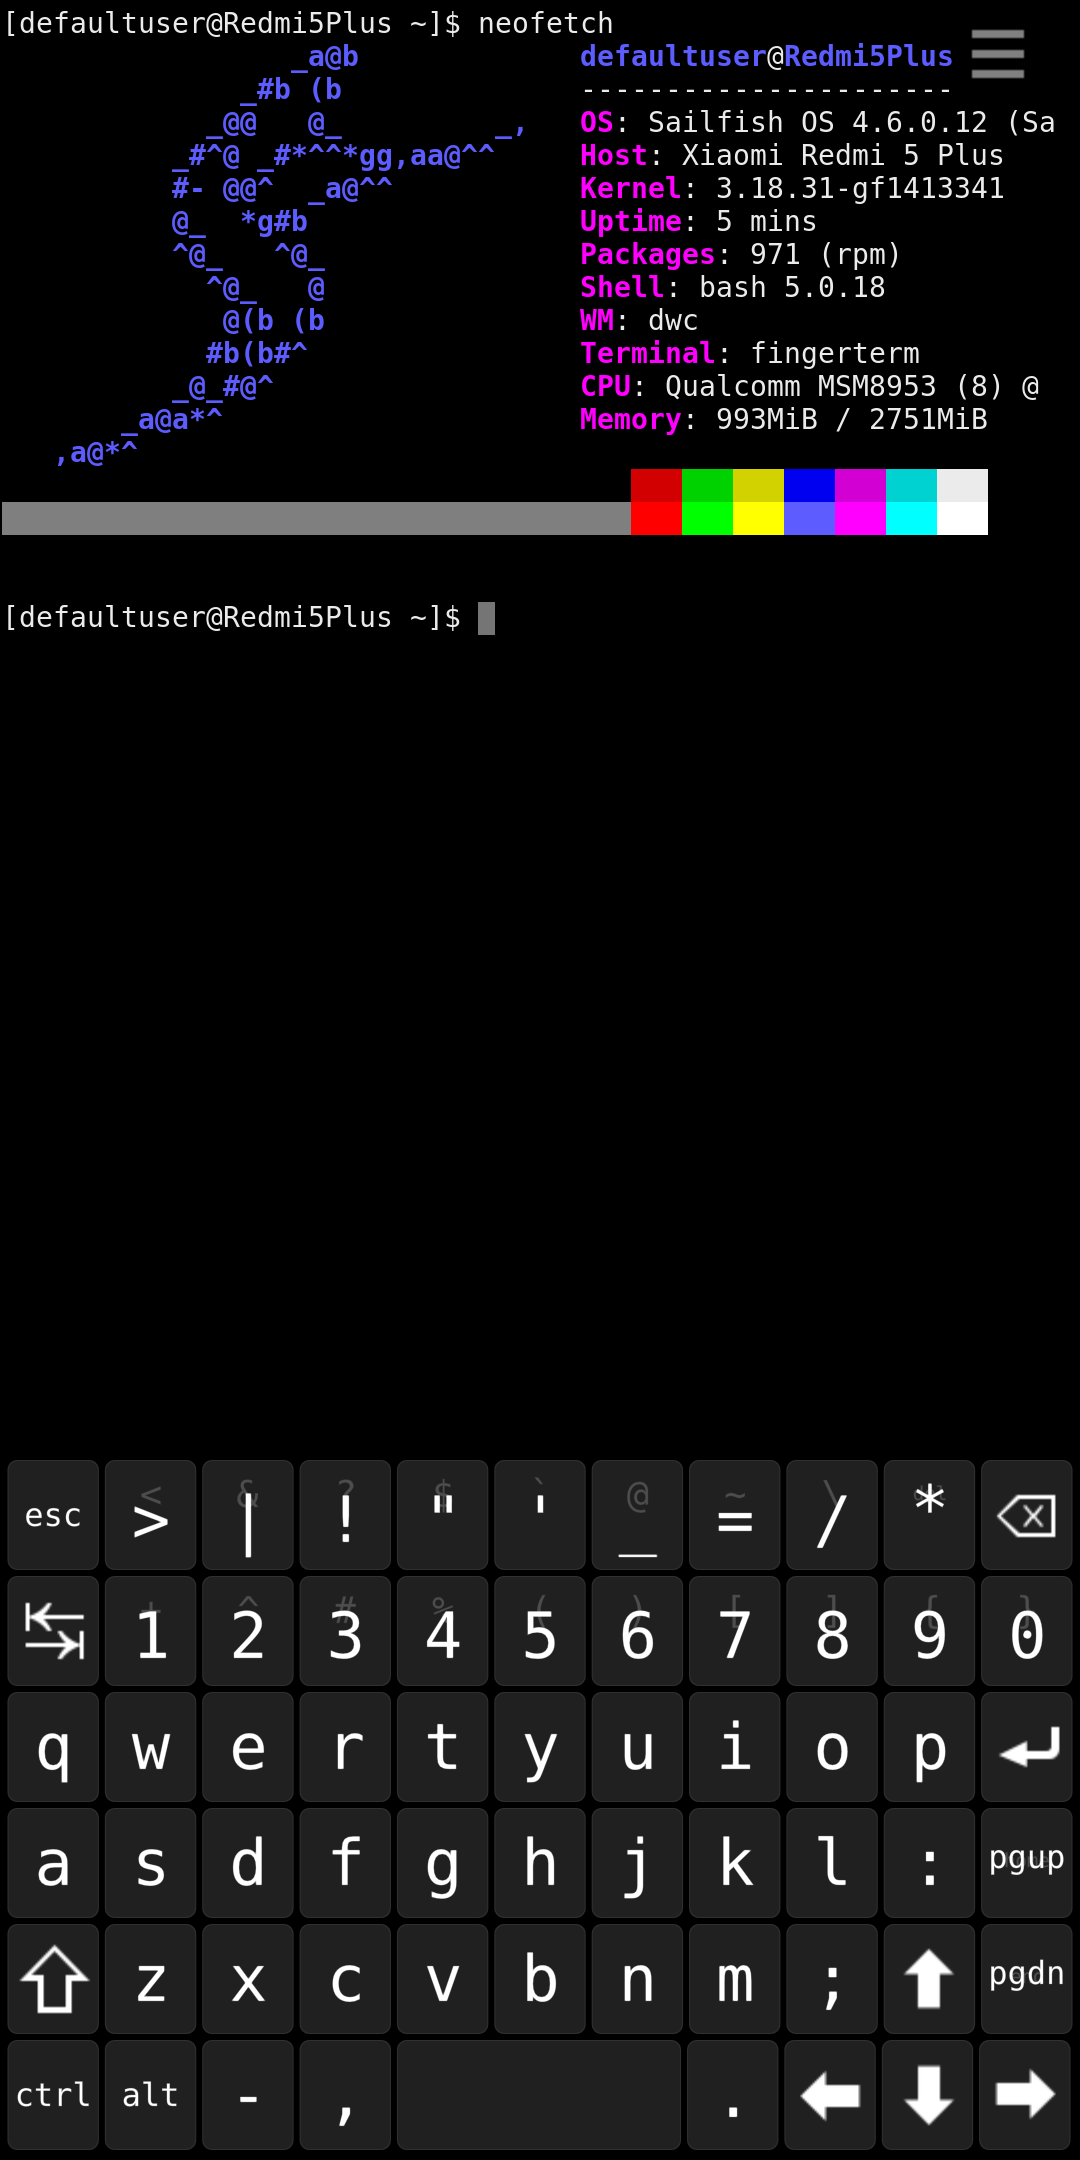 [defaultuser@Redmi5Plus ~]$ neofetch
                 _a@b             defaultuser@Redmi5Plus
              _#b (b              ----------------------
            _@@   @_         _,   OS: Sailfish OS 4.6.0.12 (Sa
          _#^@ _#*^^*gg,aa@^^     Host: Xiaomi Redmi 5 Plus
          #- @@^  _a@^^           Kernel: 3.18.31-gf1413341
          @_  *g#b                Uptime: 5 mins
          ^@_   ^@_               Packages: 971 (rpm)
            ^@_   @               Shell: bash 5.0.18
             @(b (b               WM: dwc
            #b(b#^                Terminal: fingerterm
          _@_#@^                  CPU: Qualcomm MSM8953 (8) @
       _a@a*^                     Memory: 993MiB / 2751MiB
   ,a@*^
[defaultuser@Redmi5Plus ~]$
< & ? $ ` @ ~ \
esc > | ! " ' _ = / *
+ ^ # % ( ) [ ] { }
1 2 3 4 5 6 7 8 9 0
q w e r t y u i o p
a s d f g h j k l : pgup
z x c v b n m ; pgdn
ctrl alt - , .